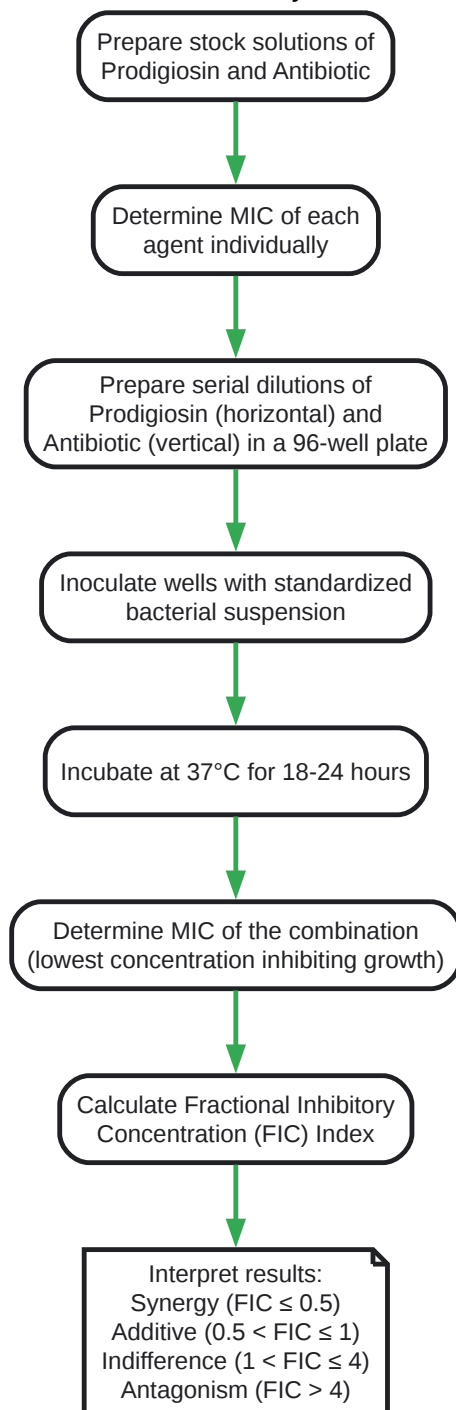 Prepare stock solutions of
Prodigiosin and Antibiotic
Determine MIC of each
agent individually
Prepare serial dilutions of
Prodigiosin (horizontal) and
Antibiotic (vertical) in a 96-well plate
Inoculate wells with standardized
bacterial suspension
Incubate at 37°C for 18-24 hours
Determine MIC of the combination
(lowest concentration inhibiting growth)
Calculate Fractional Inhibitory
Concentration (FIC) Index
Interpret results:
Synergy (FIC ≤ 0.5)
Additive (0.5 < FIC ≤ 1)
Indifference (1 < FIC ≤ 4)
Antagonism (FIC > 4)